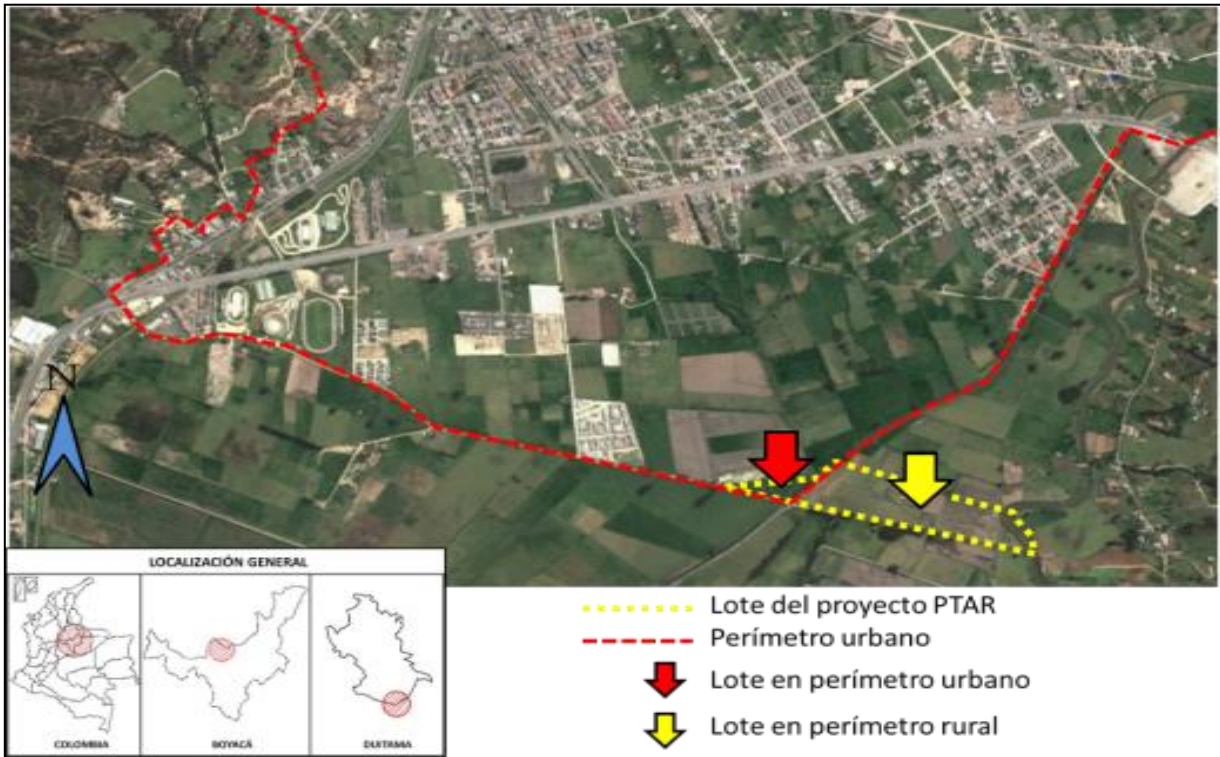 N
LOCALIZACIÓN GENERAL
COLOMBIA
BOYACÁ
DUITAMA
Lote del proyecto PTAR
Perímetro urbano
Lote en perímetro urbano
Lote en perímetro rural